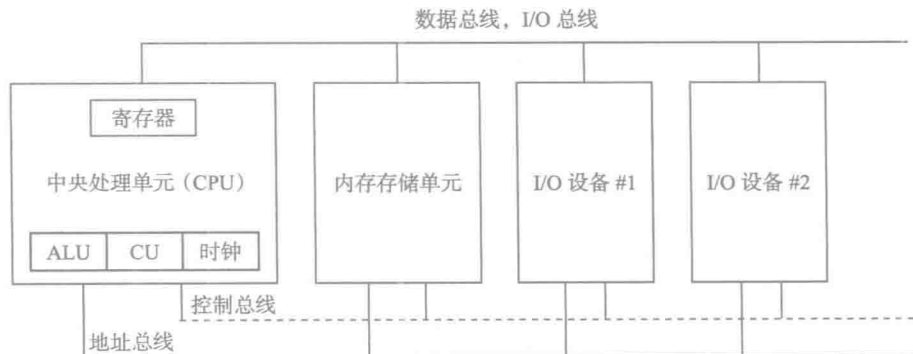 数据总线，I/O 总线
寄存器
中央处理单元（CPU）
内存存储单元
I/O 设备 #1
I/O 设备 #2
ALU
CU
时钟
控制总线
地址总线